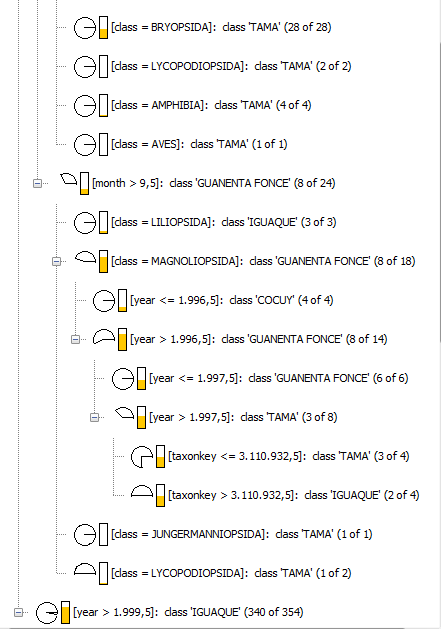 [class = BRYOPSIDA]: class 'TAMA' (28 of 28)
[class = LYCOPODIOPSIDA]: class 'TAMA' (2 of 2)
[class = AMPHIBIA]: class 'TAMA' (4 of 4)
[class = AVES]: class 'TAMA' (1 of 1)
[month > 9,5]: class 'GUANENTA FONCE' (8 of 24)
[class = LILIOPSIDA]: class 'IGUAQUE' (3 of 3)
[class = MAGNOLIOPSIDA]: class 'GUANENTA FONCE' (8 of 18)
[year <= 1.996,5]: class 'COCUY' (4 of 4)
[year > 1.996,5]: class 'GUANENTA FONCE' (8 of 14)
[year <= 1.997,5]: class 'GUANENTA FONCE' (6 of 6)
[year > 1.997,5]: class 'TAMA' (3 of 8)
[taxonkey <= 3.110.932,5]: class 'TAMA' (3 of 4)
[taxonkey > 3.110.932,5]: class 'IGUAQUE' (2 of 4)
[class = JUNGERMANNIOPSIDA]: class 'TAMA' (1 of 1)
[class = LYCOPODIOPSIDA]: class 'TAMA' (1 of 2)
[year > 1.999,5]: class 'IGUAQUE' (340 of 354)